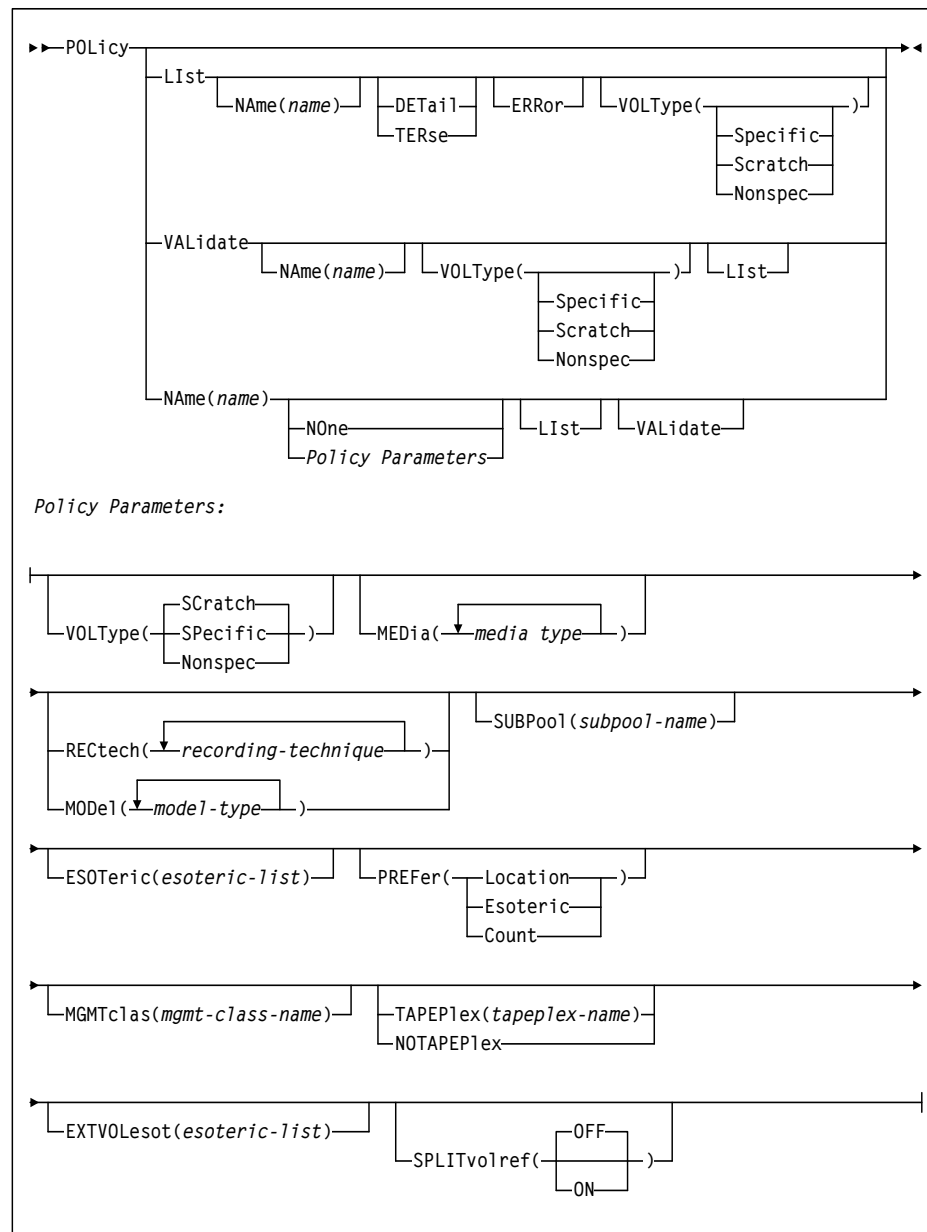 POLicy
LIst
NAme(name) DETail ERRor VOLType( )
TERse Specific
Scratch
Nonspec
VALidate
NAme(name) VOLType( ) LIst
Specific
Scratch
Nonspec
NAme(name)
NOne LIst VALidate
Policy Parameters
Policy Parameters:
SCratch
VOLType( SPecific ) MEDia( media type )
Nonspec
RECtech( recording-technique ) SUBPool(subpool-name)
MODel( model-type )
ESOTeric(esoteric-list) PREFer( Location )
Esoteric
Count
MGMTclas(mgmt-class-name) TAPEPlex(tapeplex-name)
NOTAPEPlex
EXTVOLesot(esoteric-list) OFF
SPLITvolref( )
ON